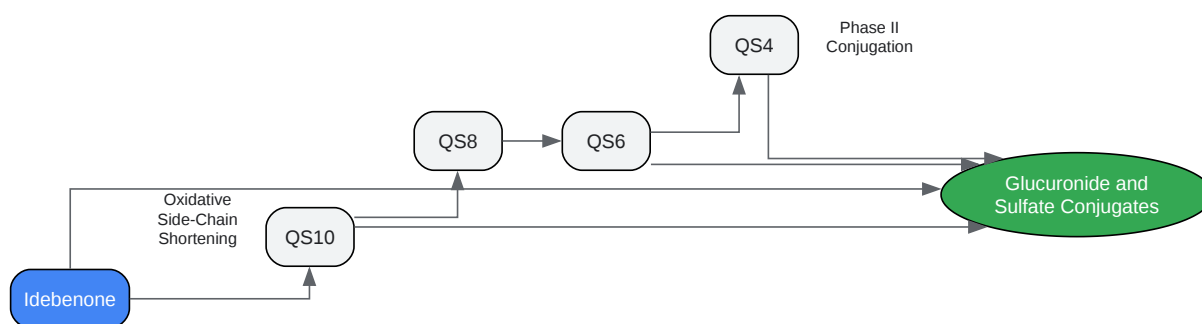 QS4
Phase II
Conjugation
QS8
QS6
Glucuronide and
Sulfate Conjugates
Oxidative
Side-Chain
Shortening
QS10
Idebenone